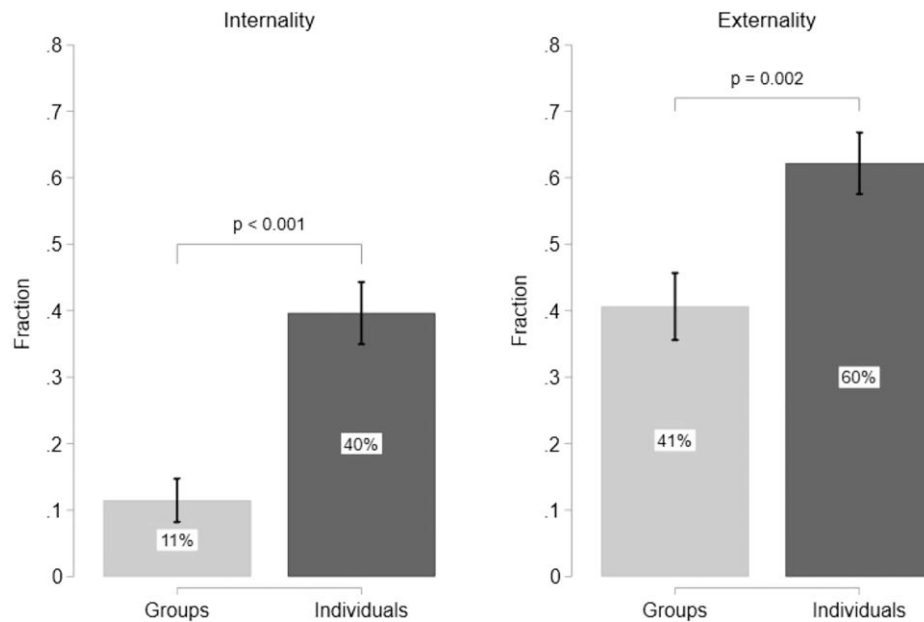 Internality
Fraction
.8
.7
.6
.5
.4
.3
.2
.1
0
p < 0.001
11%
40%
Groups
Individuals
Externality
Fraction
.8
.7
.6
.5
.4
.3
.2
.1
0
p = 0.002
41%
60%
Groups
Individuals